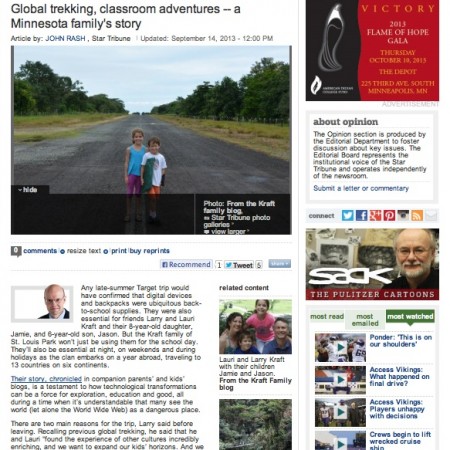 Global trekking, classroom adventures -- a
Minnesota family's story
Article by: JOHN RASH , Star Tribune | Updated: September 14, 2013 - 12:00 PM
hide
Photo: From the Kraft
family blog,
Star Tribune photo
galleries
view larger
0 comments resize text print buy reprints
Recommend 1 Tweet 5 Share
Any late-summer Target trip would
have confirmed that digital devices
and backpacks were ubiquitous back-
to-school supplies. They were also
essential for friends Larry and Lauri
Kraft and their 8-year-old daughter,
Jamie, and 6-year-old son, Jason. But the Kraft family of
St. Louis Park won't just be using them for the school day.
They'll also be essential at night, on weekends and during
holidays as the clan embarks on a year abroad, traveling to
13 countries on six continents.
Their story, chronicled in companion parents' and kids'
blogs, is a testament to how technological transformations
can be a force for exploration, education and good, all
during a time when it's understandable that many see the
world (let alone the World Wide Web) as a dangerous place.
There are two main reasons for the trip, Larry said before
leaving. Recalling previous global trekking, he said that he
and Lauri "found the experience of other cultures incredibly
enriching, and we want to expand our kids' horizons. And we
related content
Lauri and Larry Kraft
with their children
Jamie and Jason.
From the Kraft Family
blog
VICTORY
2013
FLAME OF HOPE
GALA
THURSDAY
OCTOBER 10, 2013
THE DEPOT
225 THIRD AVE, SOUTH
MINNEAPOLIS, MN
AMERICAN INDIAN
COLLEGE FUND
ADVERTISEMENT
about opinion
The Opinion section is produced by
the Editorial Department to foster
discussion about key issues. The
Editorial Board represents the
institutional voice of the Star
Tribune and operates independently
of the newsroom.
Submit a letter or commentary
connect
sack
THE PULITZER CARTOONS
most read
most
emailed
most watched
Ponder: 'This is on
our shoulders'
Access Vikings:
What happened on
final drive?
Access Vikings:
Players unhappy
with decisions
Crews begin to lift
wrecked cruise
ship